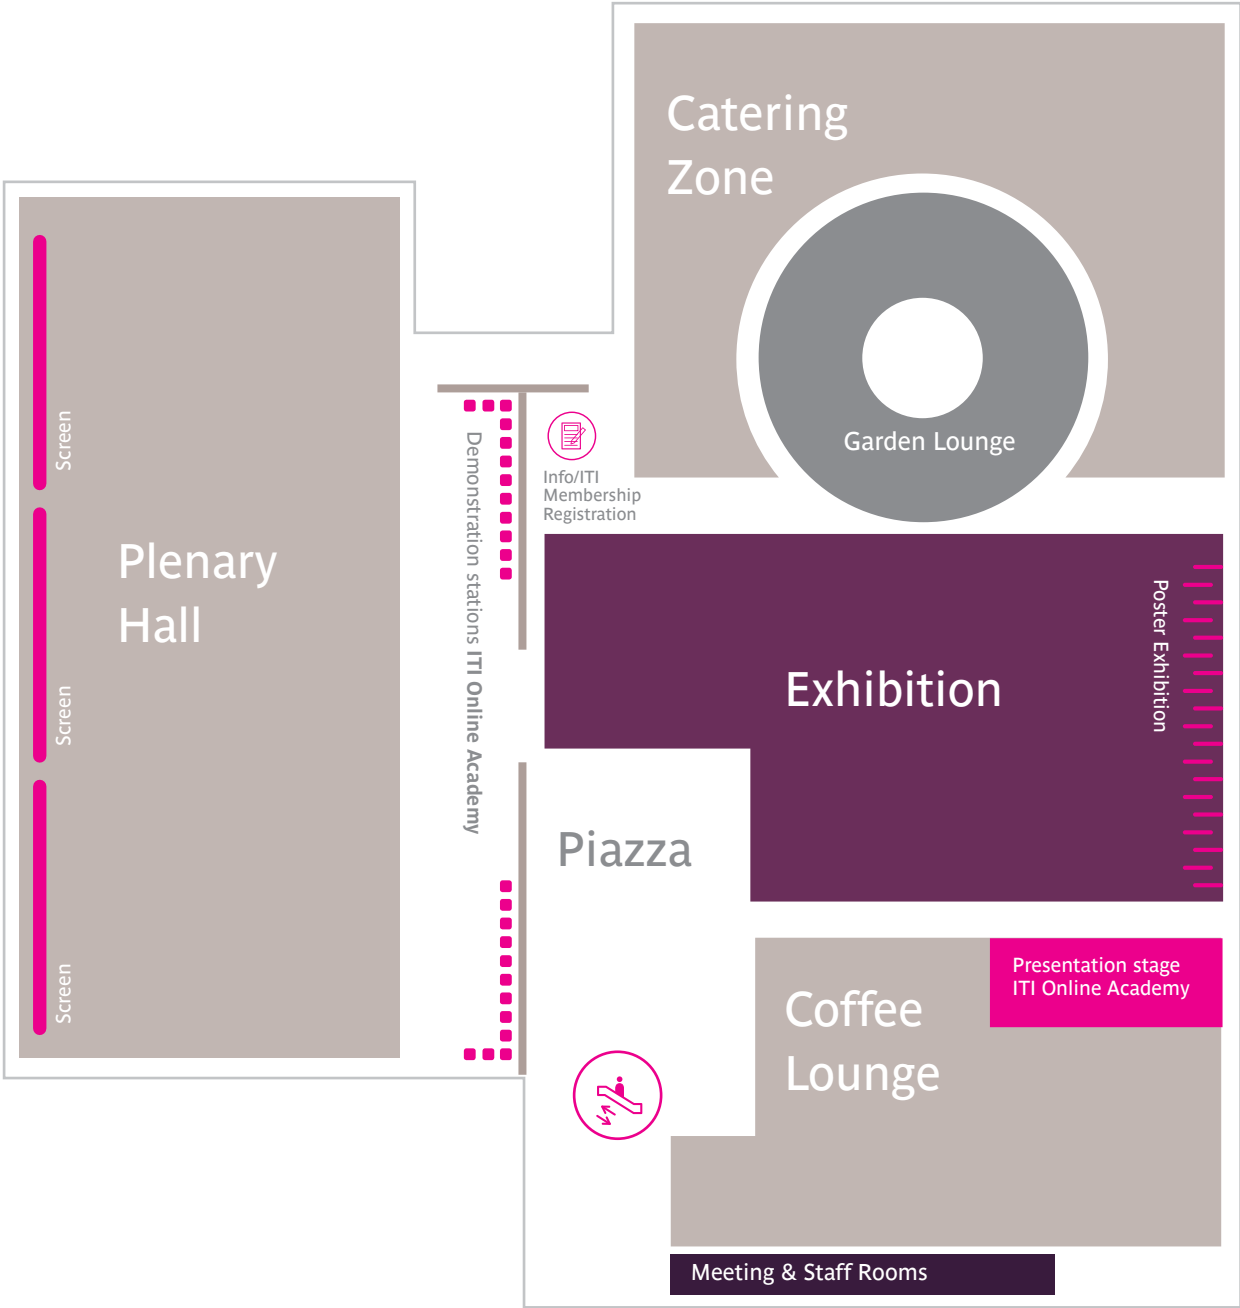 Catering
Zone
Garden Lounge
Screen
Screen
Screen
Plenary
Hall
Demonstration stations ITI Online Academy
Info/ITI
Membership
Registration
Exhibition
Poster Exhibition
Piazza
Presentation stage
ITI Online Academy
Coffee
Lounge
Meeting & Staff Rooms